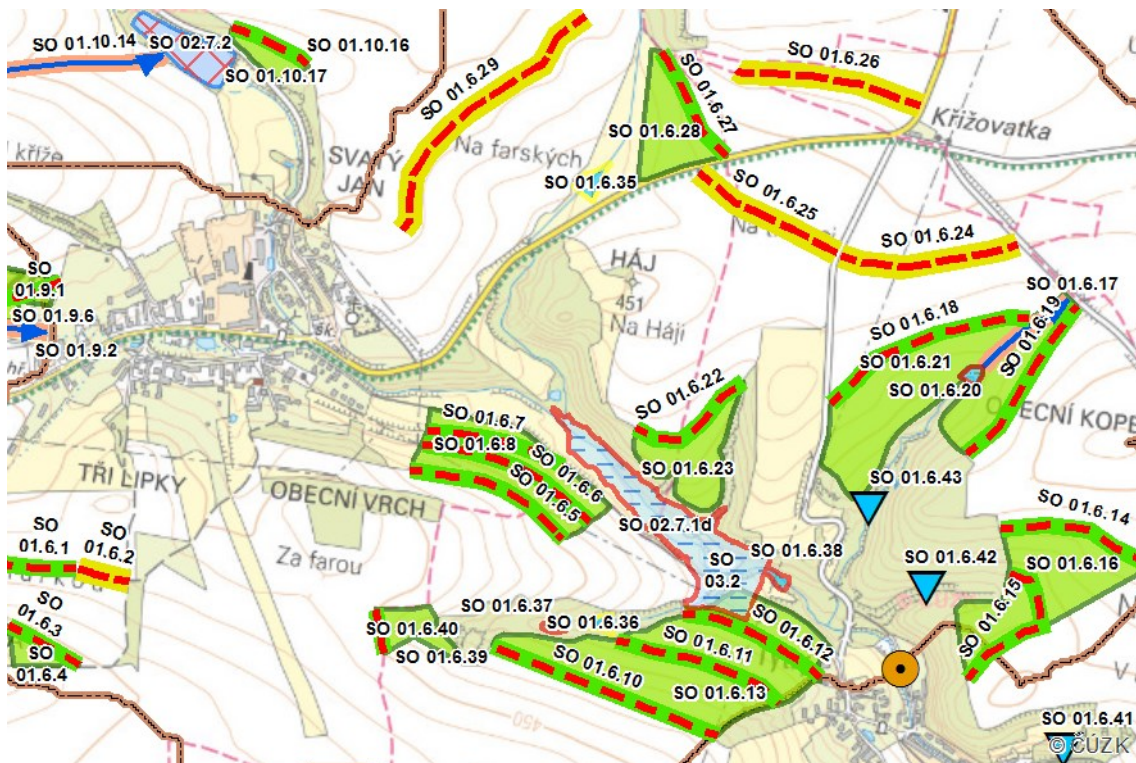 SO 01.10.14
SO 02.7.2
SO 01.10.16
SO 01.10.17
SO 01.6.29
SO 01.6.26
SO 01.6.27
SO 01.6.28
Křižovatka
kříže
SVATÝ
JAN
Na farských
SO 01.6.35
SO 01.6.25
SO 01.6.24
SO
01.9.1
SO 01.9.6
SO 01.9.2
HÁJ
451
Na Hájí
šk.
SO 01.6.17
SO 01.6.18
SO 01.6.19
SO 01.6.21
SO 01.6.20
OBECNÍ KOPE
SO 01.6.22
SO 01.6.7
SO 01.6.8
SO 01.6.6
SO 01.6.5
SO 01.6.23
TŘI LIPKY
OBECNÍ VRCH
SO 01.6.43
SO 02.7.1d
SO 01.6.14
SO
01.6.1
SO
01.6.2
Za farou
SO 01.6.38
SO
03.2
SO 01.6.42
SO 01.6.16
SO 01.6.15
SO
01.6.3
SO
01.6.4
SO 01.6.37
SO 01.6.36
SO 01.6.40
SO 01.6.39
SO 01.6.12
SO 01.6.11
SO 01.6.10
SO 01.6.13
450
SO 01.6.41
© ČÚZK